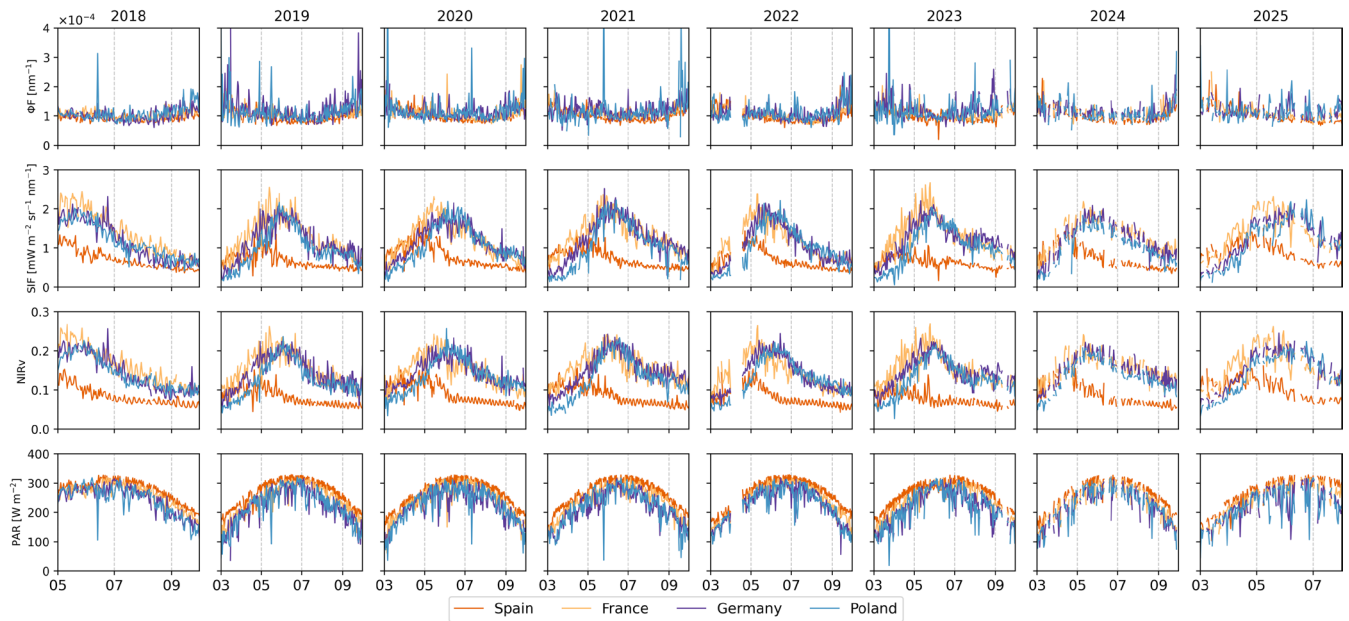 2018 2019 2020 2021 2022 2023 2024 2025
×10⁻⁴
4
3
2
1
0
ΦF [nm⁻¹]
3
2
1
0
SIF [mW m⁻² sr⁻¹ nm⁻¹]
0.3
0.2
0.1
0.0
NIRv
400
300
200
100
0
PAR [W m⁻²]
05 07 09 03 05 07 09 03 05 07 09 03 05 07 09 03 05 07 09 03 05 07 09 03 05 07 09 03 05 07
Spain France Germany Poland